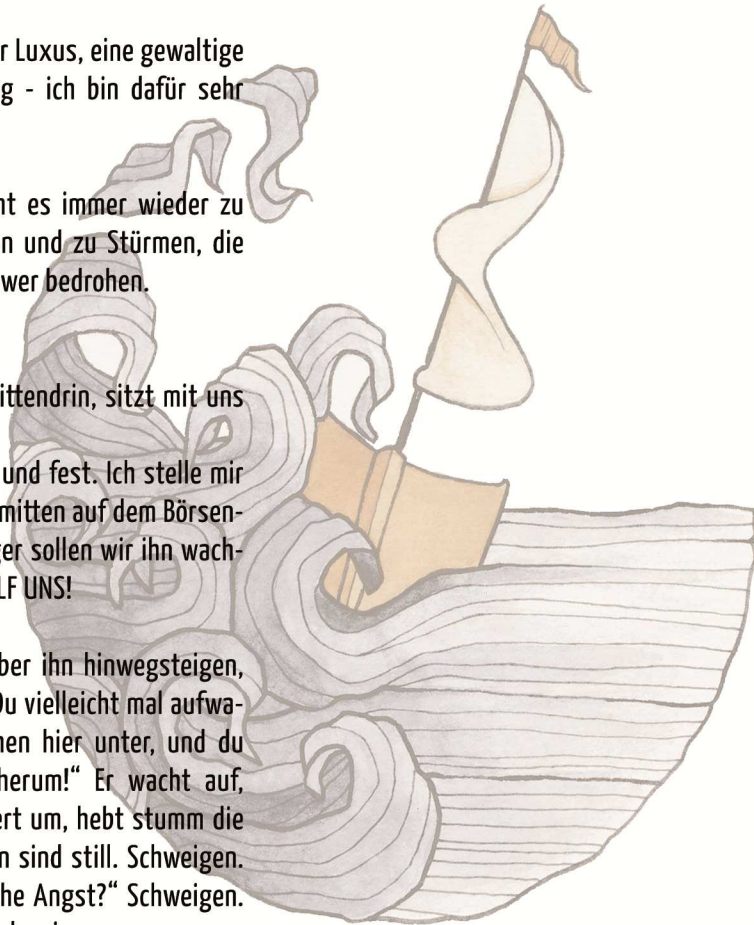 r Luxus, eine gewaltige
g - ich bin dafür sehr
nt es immer wieder zu
n und zu Stürmen, die
wer bedrohen.
ittendrin, sitzt mit uns
und fest. Ich stelle mir
mitten auf dem Börsen-
ger sollen wir ihn wach-
LF UNS!
ber ihn hinwegsteigen,
Du vielleicht mal aufwa-
nen hier unter, und du
herum!“ Er wacht auf,
ert um, hebt stumm die
n sind still. Schweigen.
he Angst?“ Schweigen.